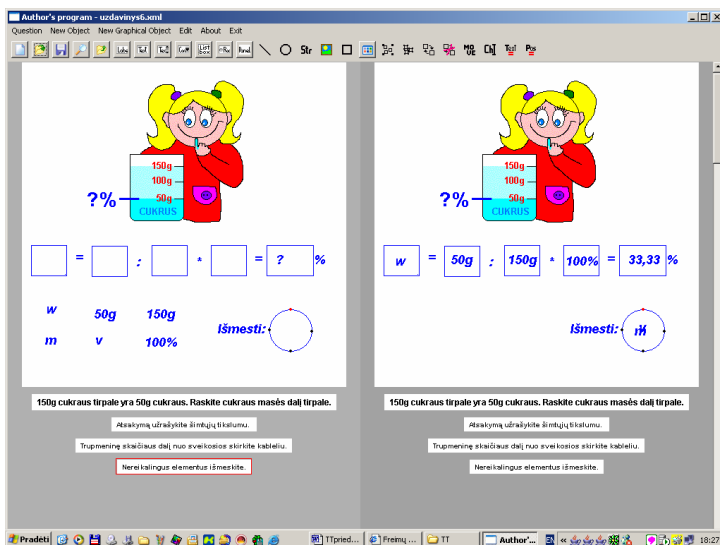 Author's program - uzdavinys6.xml
Question New Object New Graphical Object Edit About Exit
Str
150g
100g
50g
?%
CUKRUS
= : * = ? %
w 50g 150g
m v 100%
Išmesti:
150g cukraus tirpale yra 50g cukraus. Raskite cukraus masės dalį tirpale.
Atsakymą užrašykite šimtųjų tikslumu.
Trupmeninę skaičiaus dalį nuo sveikosios skirkite kableliu.
Nereikalingus elementus išmeskite.
150g
100g
50g
?%
CUKRUS
w = 50g : 150g * 100% = 33,33 %
Išmesti:
150g cukraus tirpale yra 50g cukraus. Raskite cukraus masės dalį tirpale.
Atsakymą užrašykite šimtųjų tikslumu.
Trupmeninę skaičiaus dalį nuo sveikosios skirkite kableliu.
Nereikalingus elementus išmeskite.
Pradėti TTpried... Freimų ... TT Author'... « 18:27